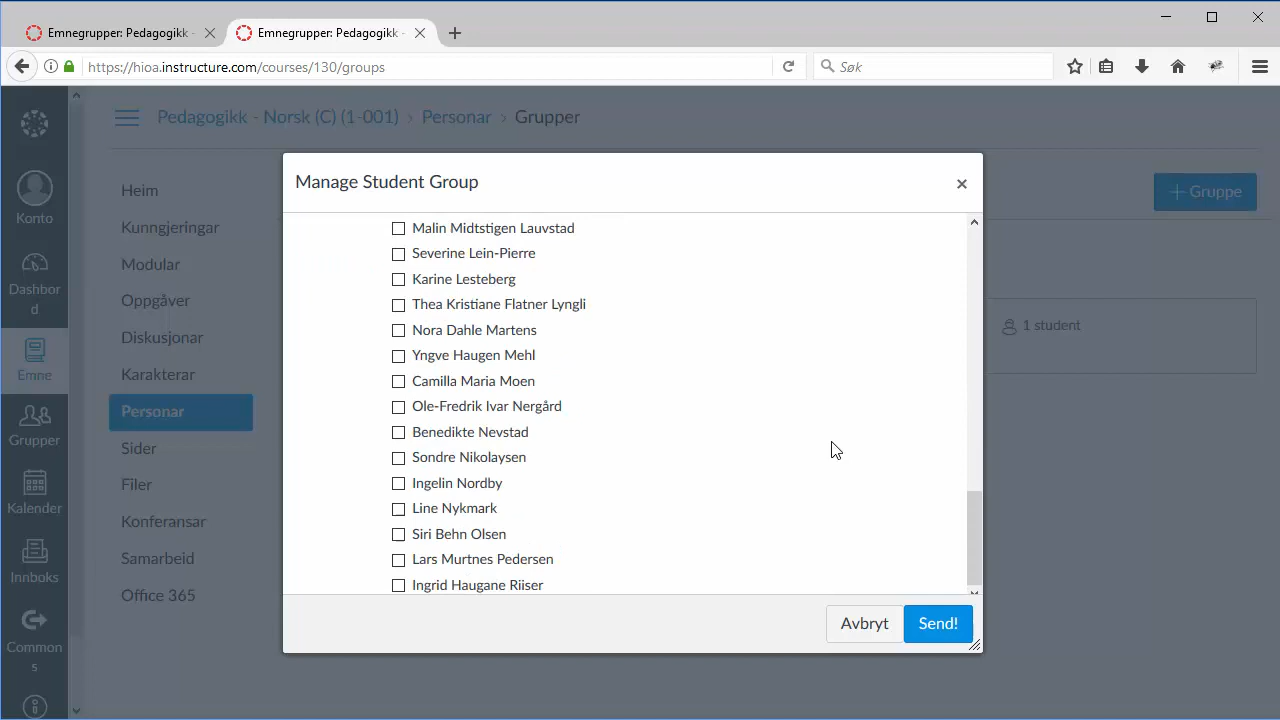 Emnegrupper: Pedagogikk -
Emnegrupper: Pedagogikk -
https://hioa.instructure.com/courses/130/groups
Søk
Pedagogikk - Norsk (C) (1-001) › Personar › Grupper
Konto
Dashbor
d
Emne
Grupper
Kalender
Innboks
Common
s
Heim
Kunngjeringar
Modular
Oppgåver
Diskusjonar
Karakterar
Personar
Sider
Filer
Konferansar
Samarbeid
Office 365
+ Gruppe
1 student
Manage Student Group
×
Malin Midtstigen Lauvstad
Severine Lein-Pierre
Karine Lesteberg
Thea Kristiane Flatner Lyngli
Nora Dahle Martens
Yngve Haugen Mehl
Camilla Maria Moen
Ole-Fredrik Ivar Nergård
Benedikte Nevstad
Sondre Nikolaysen
Ingelin Nordby
Line Nykmark
Siri Behn Olsen
Lars Murtnes Pedersen
Ingrid Haugane Riiser
Avbryt
Send!